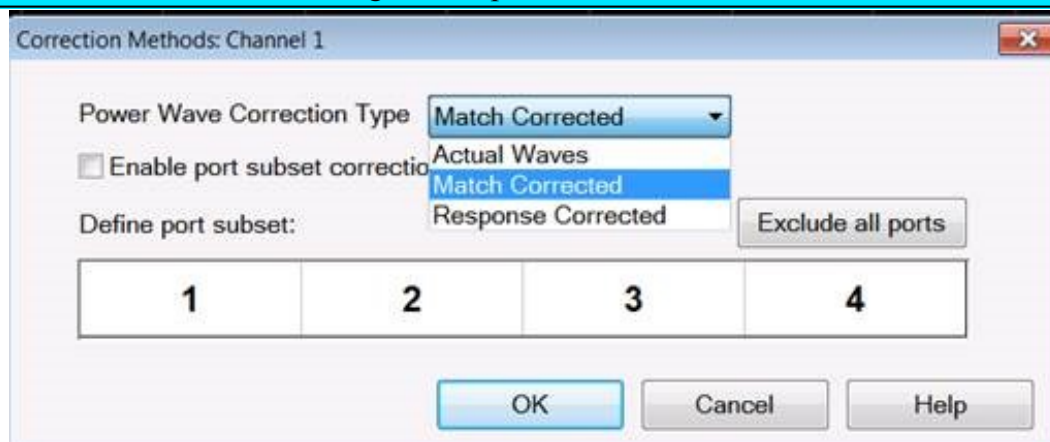 Correction Methods: Channel 1
Power Wave Correction Type Match Corrected
Enable port subset correctio
Actual Waves
Match Corrected
Response Corrected
Define port subset:
Exclude all ports
1 2 3 4
OK Cancel Help